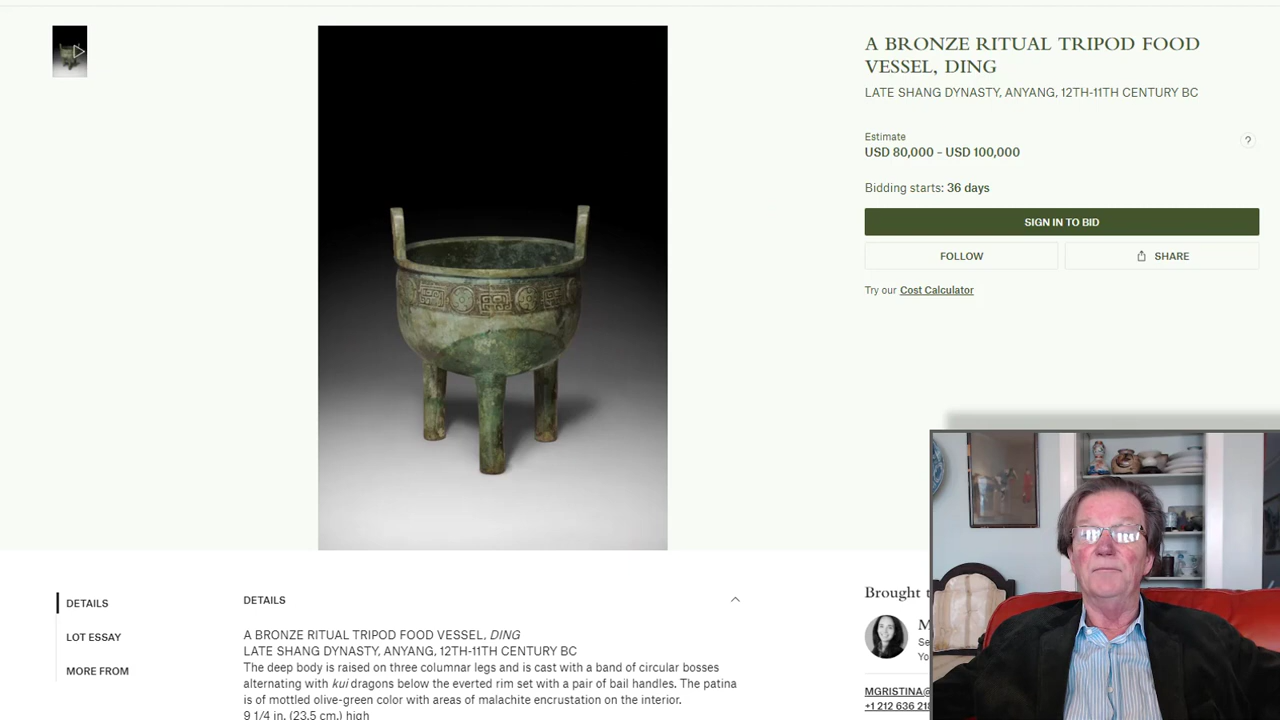 A BRONZE RITUAL TRIPOD FOOD
VESSEL, DING
LATE SHANG DYNASTY, ANYANG, 12TH-11TH CENTURY BC
Estimate
USD 80,000 – USD 100,000
?
Bidding starts: 36 days
SIGN IN TO BID
FOLLOW
SHARE
Try our Cost Calculator
DETAILS
LOT ESSAY
MORE FROM
DETAILS
A BRONZE RITUAL TRIPOD FOOD VESSEL, DING
LATE SHANG DYNASTY, ANYANG, 12TH-11TH CENTURY BC
The deep body is raised on three columnar legs and is cast with a band of circular bosses
alternating with kui dragons below the everted rim set with a pair of bail handles. The patina
is of mottled olive-green color with areas of malachite encrustation on the interior.
9 1/4 in. (23.5 cm.) high
Brought
MGRISTINA@
+1 212 636 218